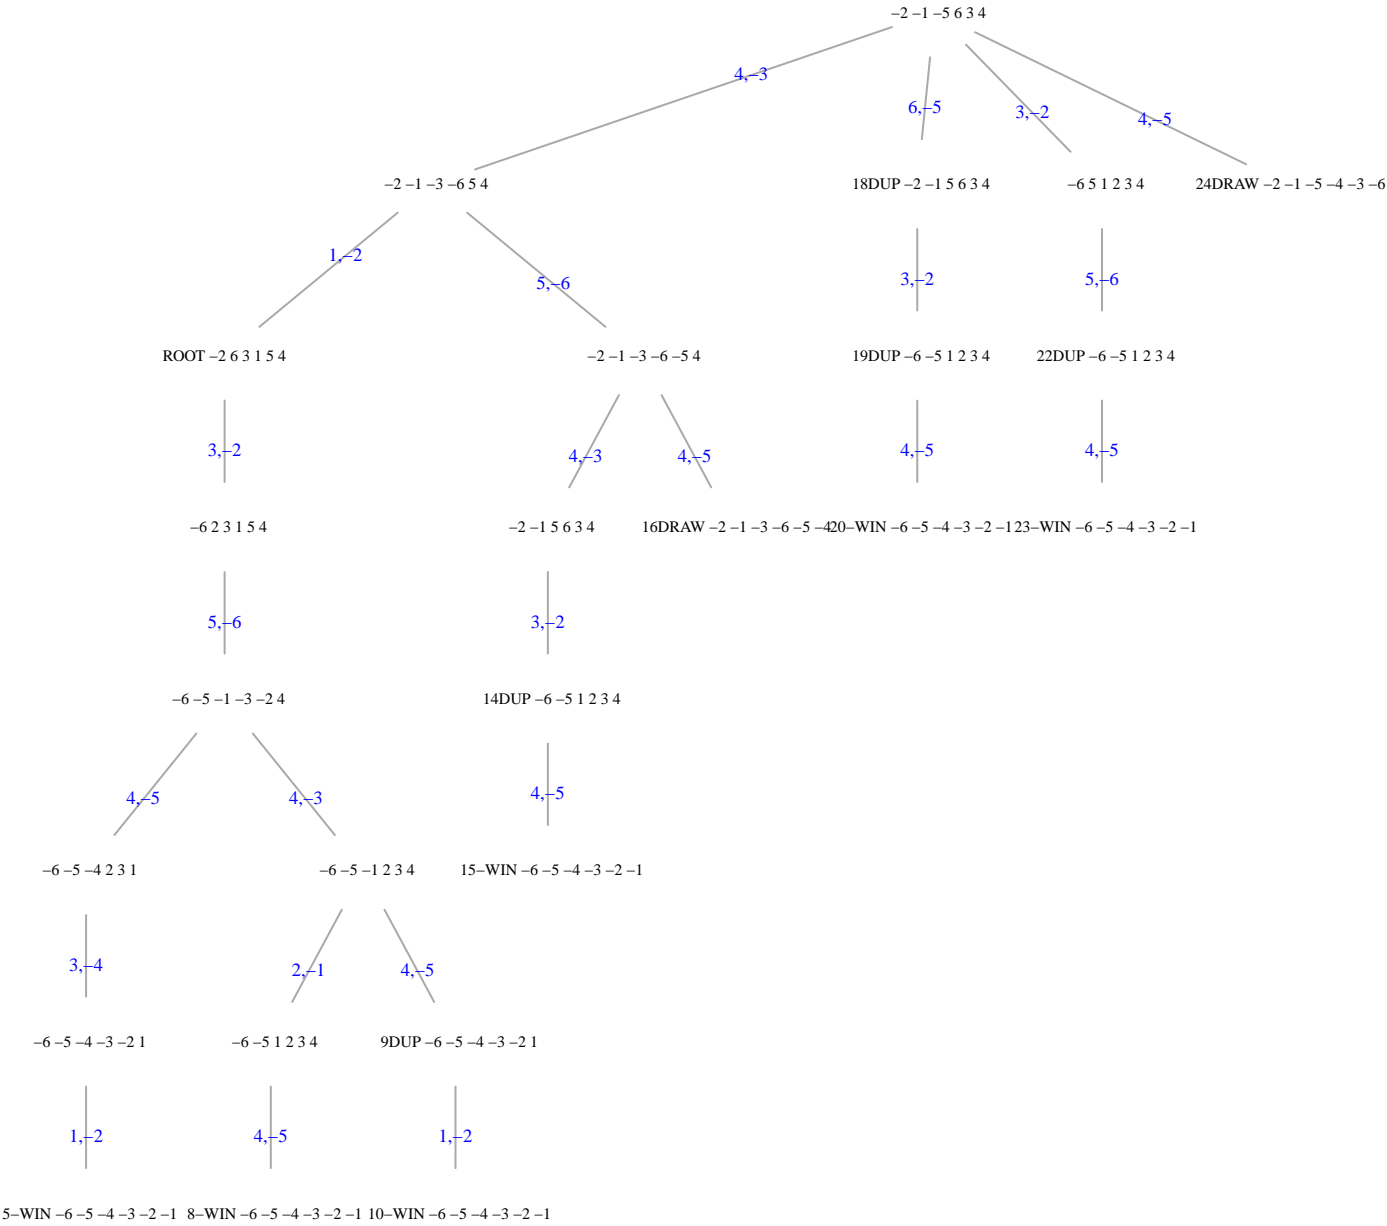 −2 −1 −5 6 3 4
4,−3
6,−5
3,−2
4,−5
−2 −1 −3 −6 5 4
18DUP −2 −1 5 6 3 4
−6 5 1 2 3 4
24DRAW −2 −1 −5 −4 −3 −6
1,−2
5,−6
3,−2
5,−6
ROOT −2 6 3 1 5 4
−2 −1 −3 −6 −5 4
19DUP −6 −5 1 2 3 4
22DUP −6 −5 1 2 3 4
3,−2
4,−3
4,−5
4,−5
4,−5
−6 2 3 1 5 4
−2 −1 5 6 3 4
16DRAW −2 −1 −3 −6 −5 −4
20−WIN −6 −5 −4 −3 −2 −1
23−WIN −6 −5 −4 −3 −2 −1
5,−6
3,−2
−6 −5 −1 −3 −2 4
14DUP −6 −5 1 2 3 4
4,−5
4,−3
4,−5
−6 −5 −4 2 3 1
−6 −5 −1 2 3 4
15−WIN −6 −5 −4 −3 −2 −1
3,−4
2,−1
4,−5
−6 −5 −4 −3 −2 1
−6 −5 1 2 3 4
9DUP −6 −5 −4 −3 −2 1
1,−2
4,−5
1,−2
5−WIN −6 −5 −4 −3 −2 −1
8−WIN −6 −5 −4 −3 −2 −1
10−WIN −6 −5 −4 −3 −2 −1